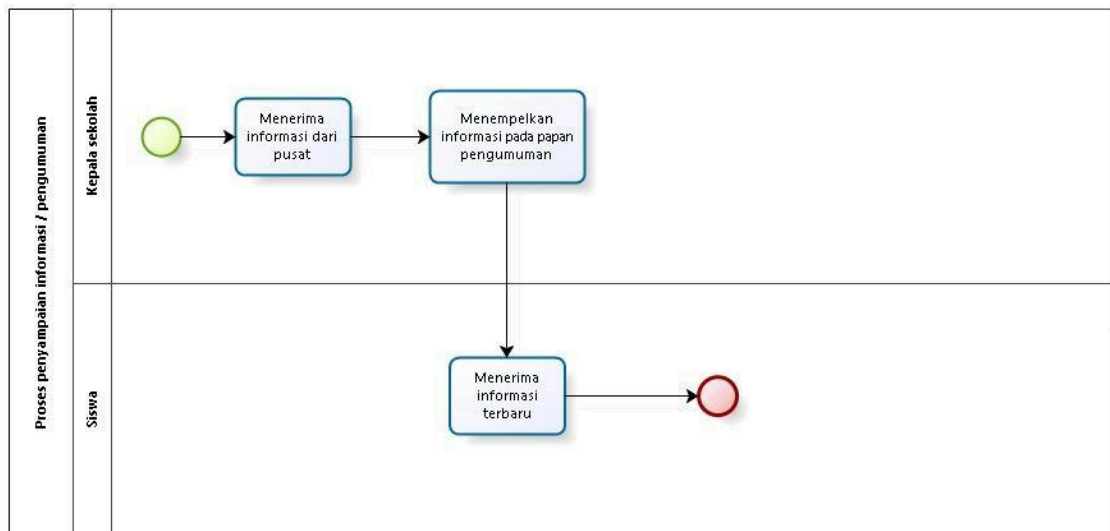 Proses penyampaian informasi / pengumuman
Kepala sekolah
Menerima
informasi dari
pusat
Menempelkan
informasi pada papan
pengumuman
Siswa
Menerima
informasi
terbaru